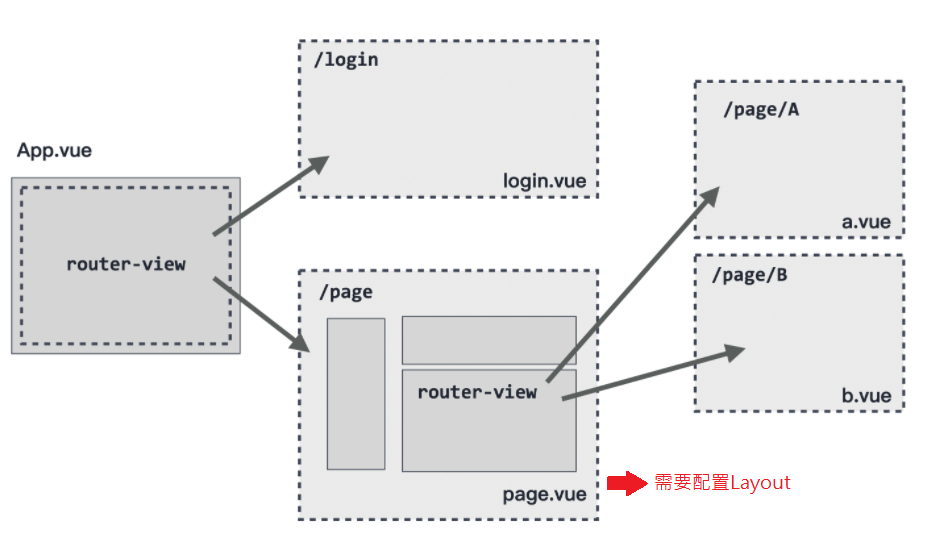 /login
login.vue
App.vue
router-view
/page
router-view
page.vue
/page/A
a.vue
/page/B
b.vue
需要配置Layout